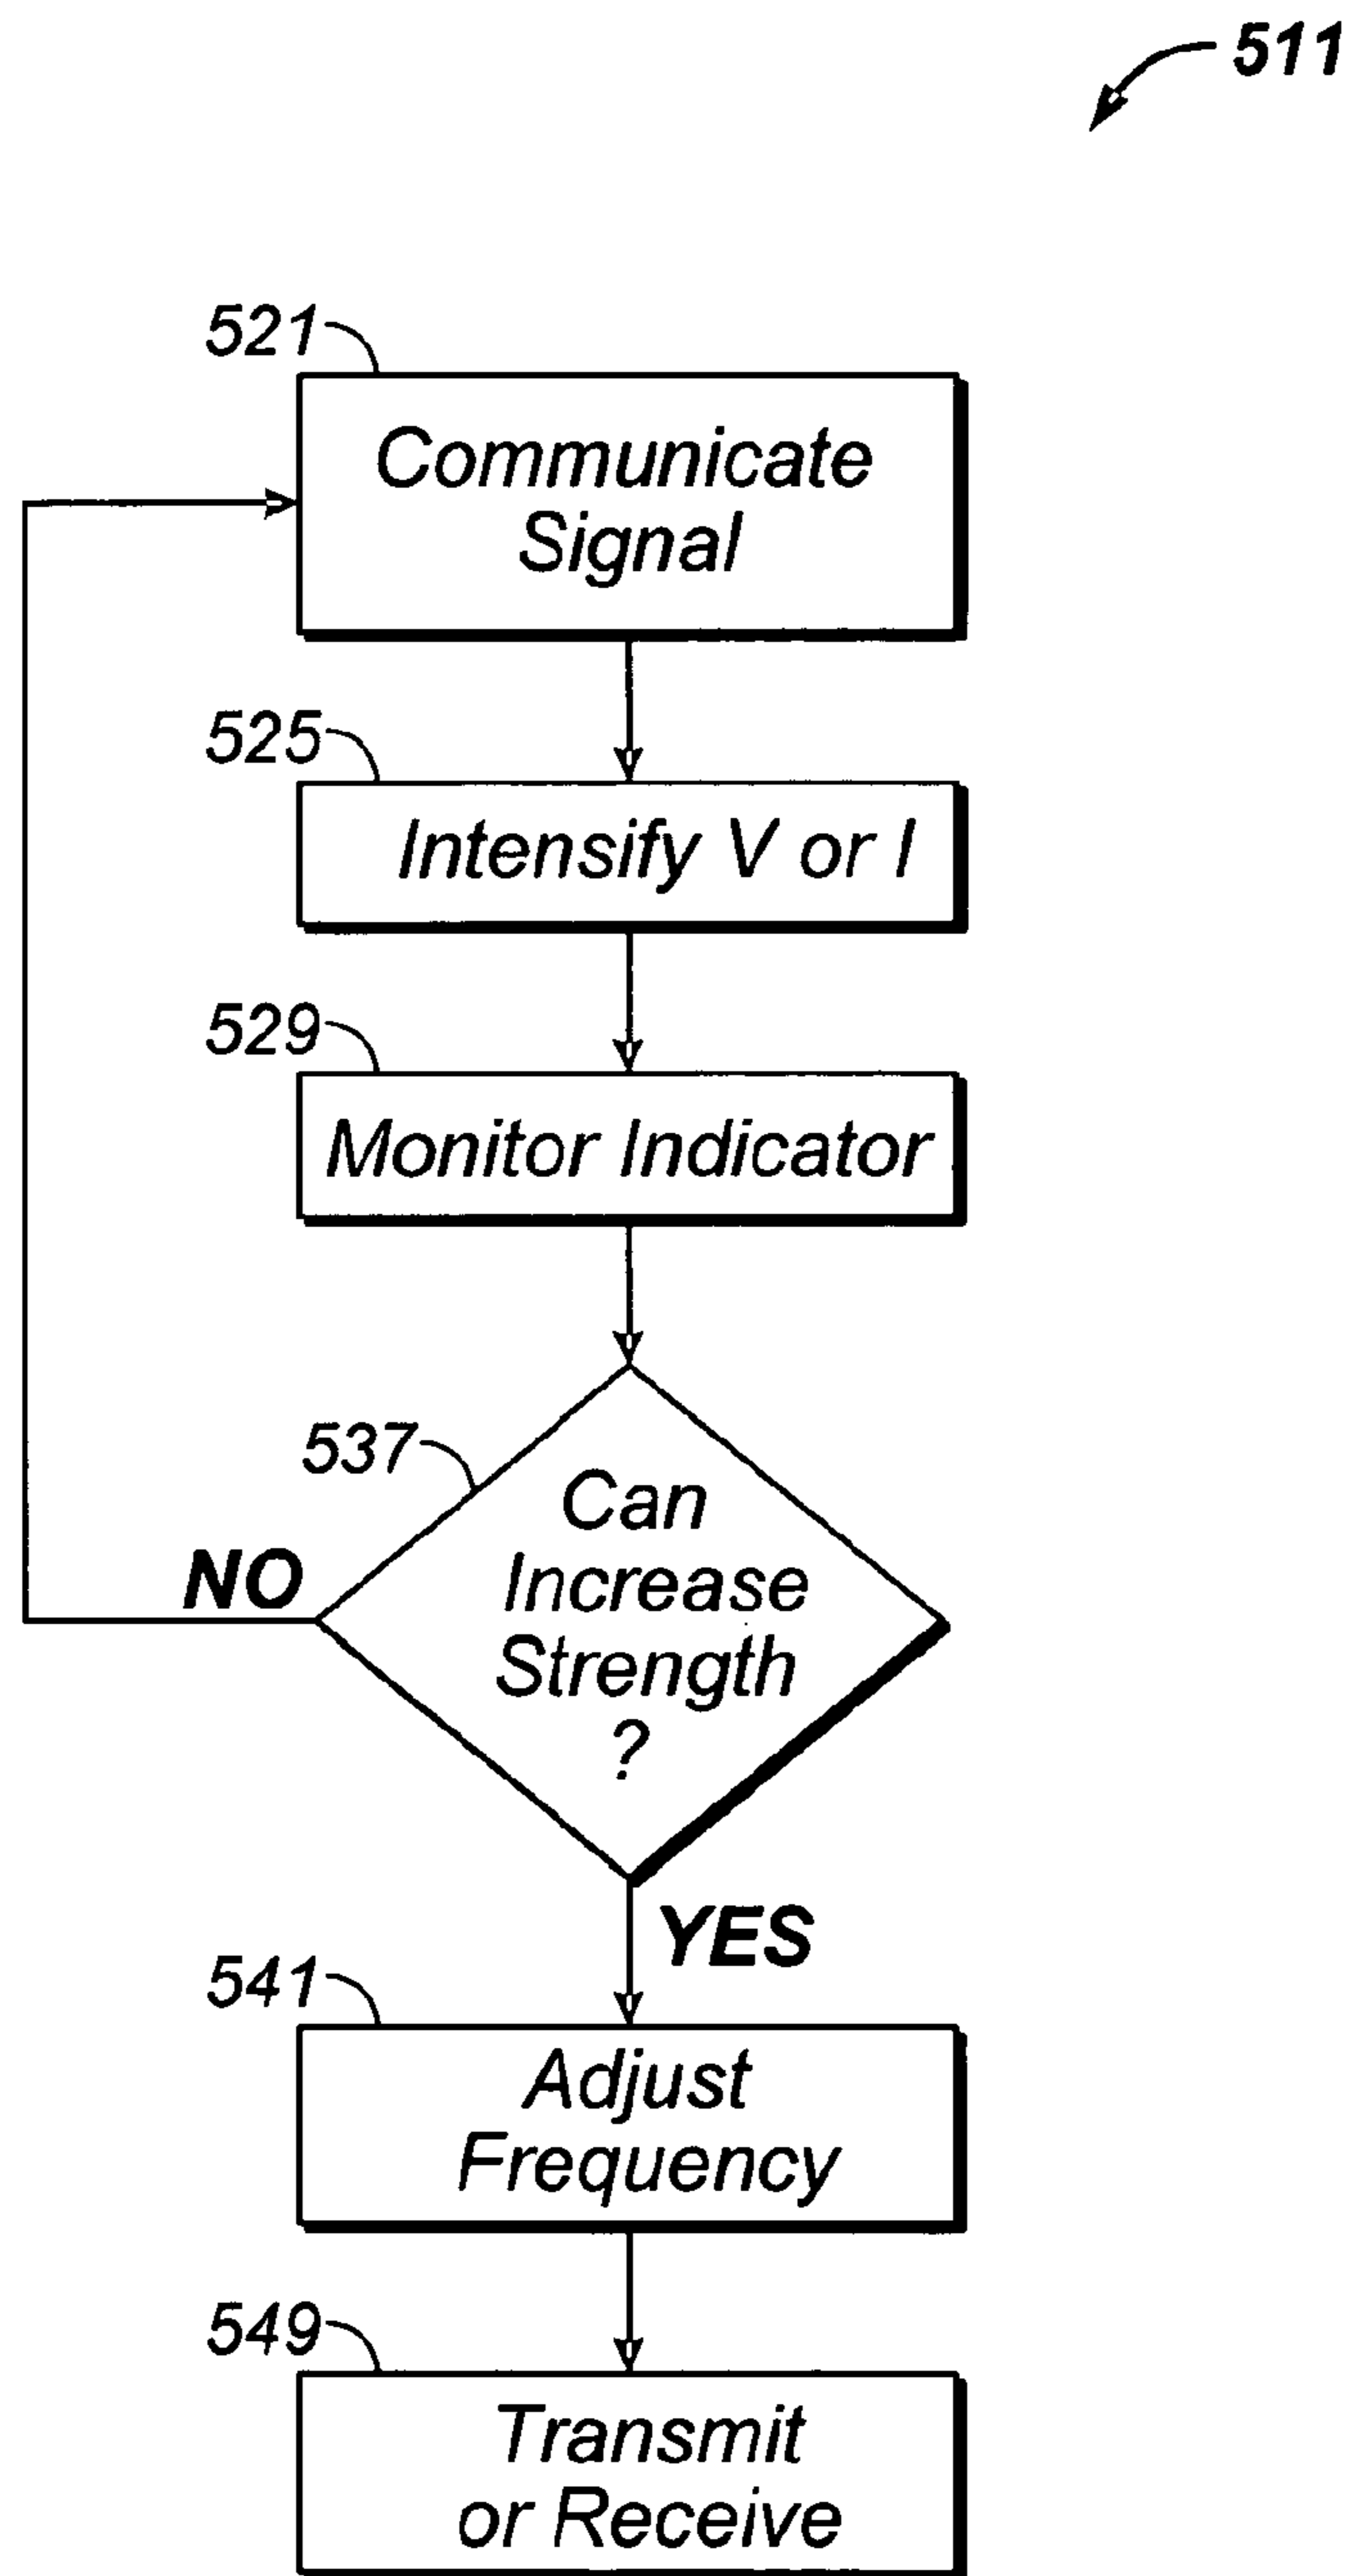 511
521
Communicate
Signal
525
Intensify V or I
529
Monitor Indicator
537
Can
Increase
Strength
?
NO
YES
541
Adjust
Frequency
549
Transmit
or Receive